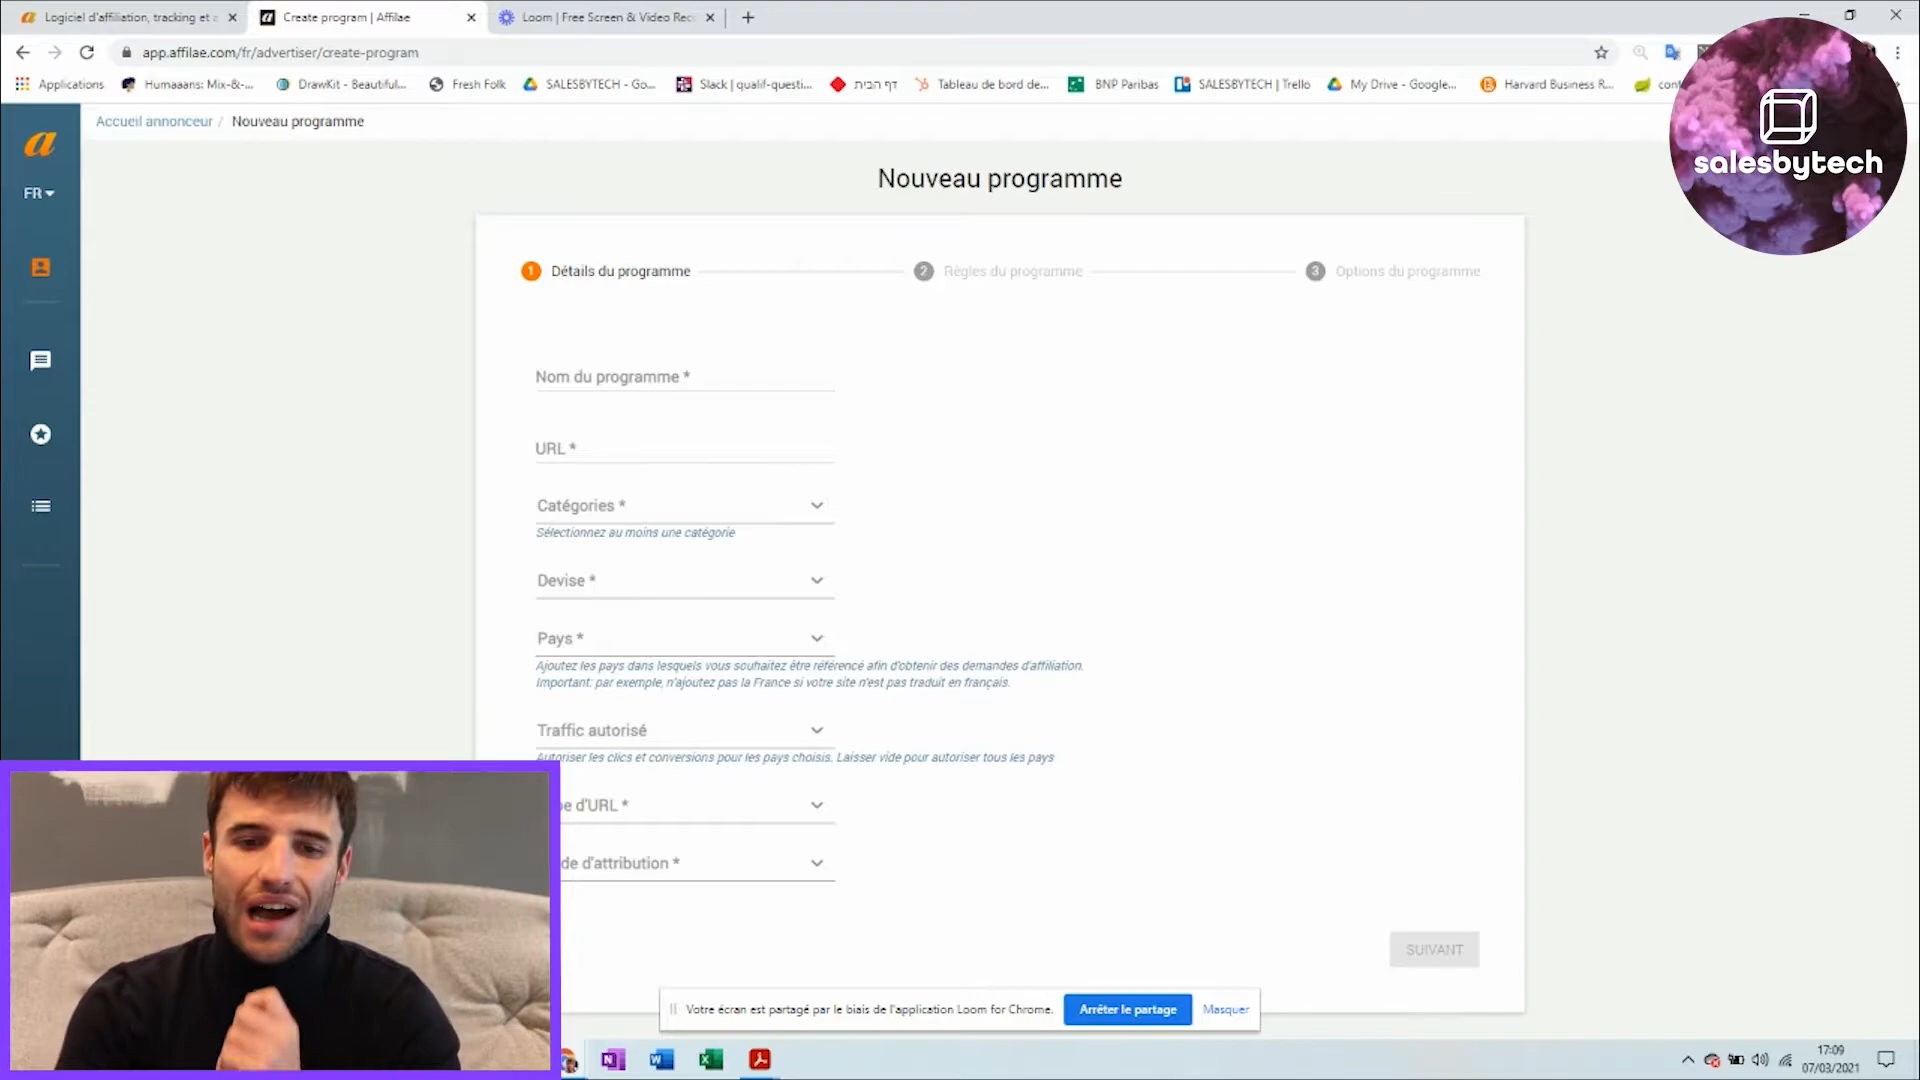 Logiciel d'affiliation, tracking et
Create program | Affilae
Loom | Free Screen & Video Rec
app.affilae.com/fr/advertiser/create-program
Applications
Humaaans: Mix-&-...
DrawKit - Beautiful...
Fresh Folk
SALESBYTECH - Go...
Slack | qualif-questi...
דף הבית
Tableau de bord de...
BNP Paribas
SALESBYTECH | Trello
My Drive - Google...
Harvard Business R...
salesbytech
Accueil annonceur / Nouveau programme
FR
Nouveau programme
1 Détails du programme
2 Règles du programme
3 Options du programme
Nom du programme *
URL *
Catégories *
Sélectionnez au moins une catégorie
Devise *
Pays *
Ajoutez les pays dans lesquels vous souhaitez être référencé afin d'obtenir des demandes d'affiliation.
Important: par exemple, n'ajoutez pas la France si votre site n'est pas traduit en français.
Traffic autorisé
Autoriser les clics et conversions pour les pays choisis. Laisser vide pour autoriser tous les pays
d'URL *
d'attribution *
SUIVANT
Votre écran est partagé par le biais de l'application Loom for Chrome.
Arrêter le partage
Masquer
17:09
07/03/2021